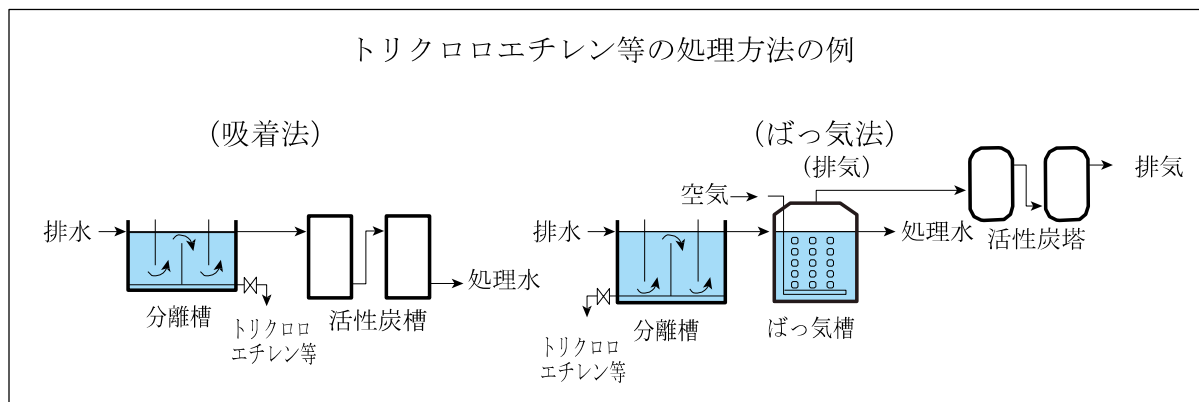 トリクロロエチレン等の処理方法の例
（吸着法）
排水
分離槽
トリクロロ
エチレン等
活性炭槽
処理水
（ばっ気法）
（排気）
空気
排水
分離槽
トリクロロ
エチレン等
ばっ気槽
処理水
活性炭塔
排気